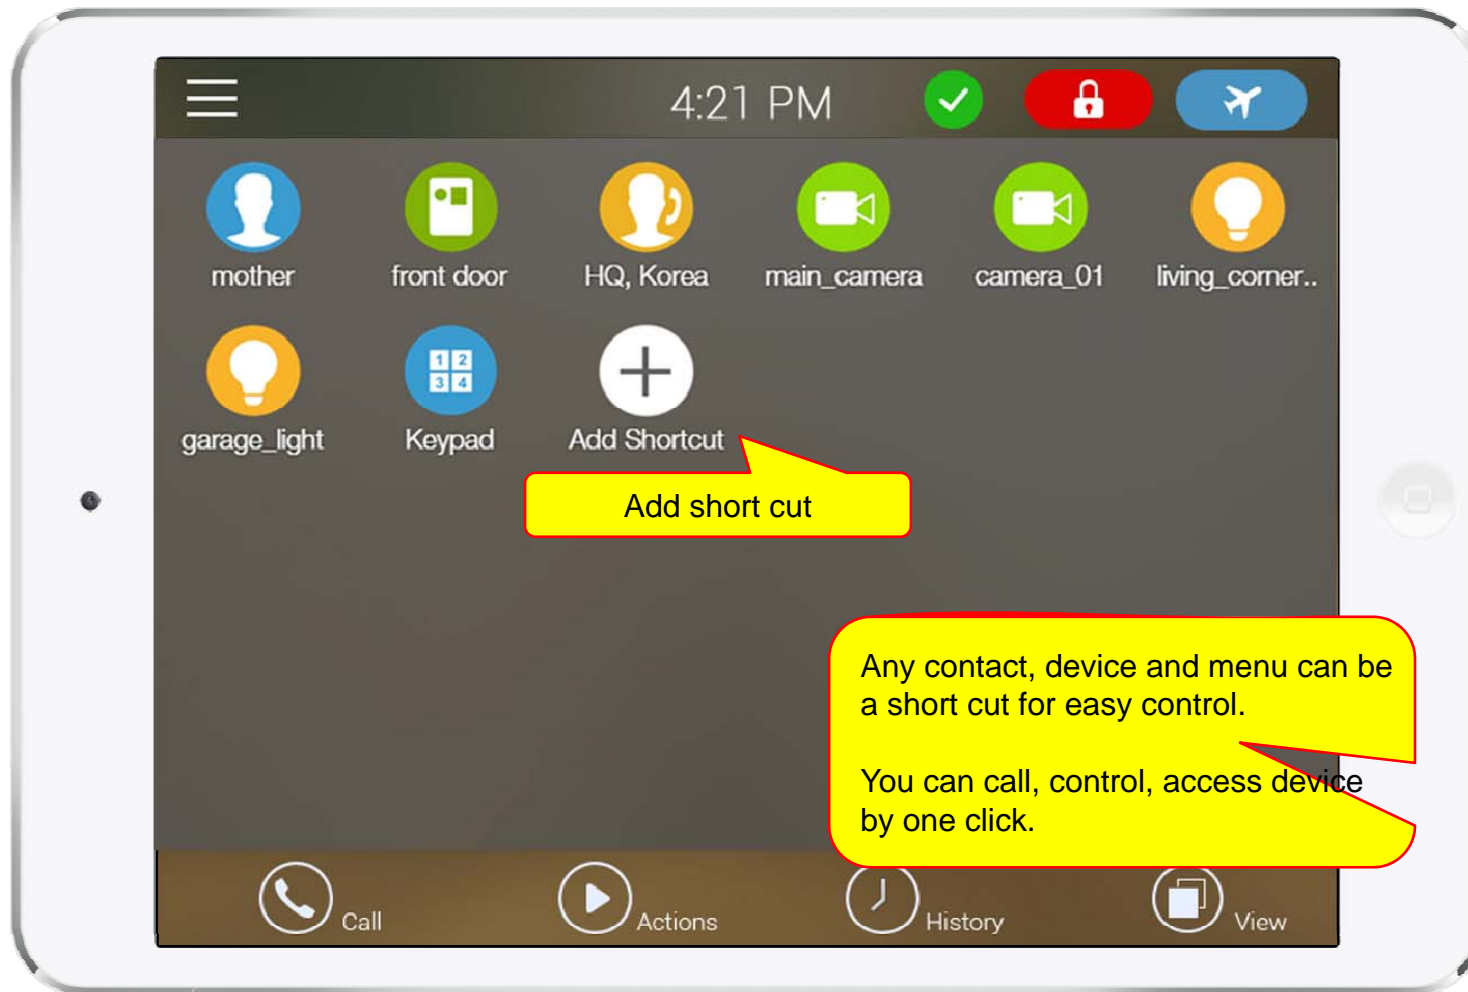 4:21 PM
mother
front door
HQ, Korea
main_camera
camera_01
living_corner..
garage_light
1 2
3 4
Keypad
Add Shortcut
Add short cut
Any contact, device and menu can be
a short cut for easy control.
You can call, control, access device
by one click.
Call
Actions
History
View